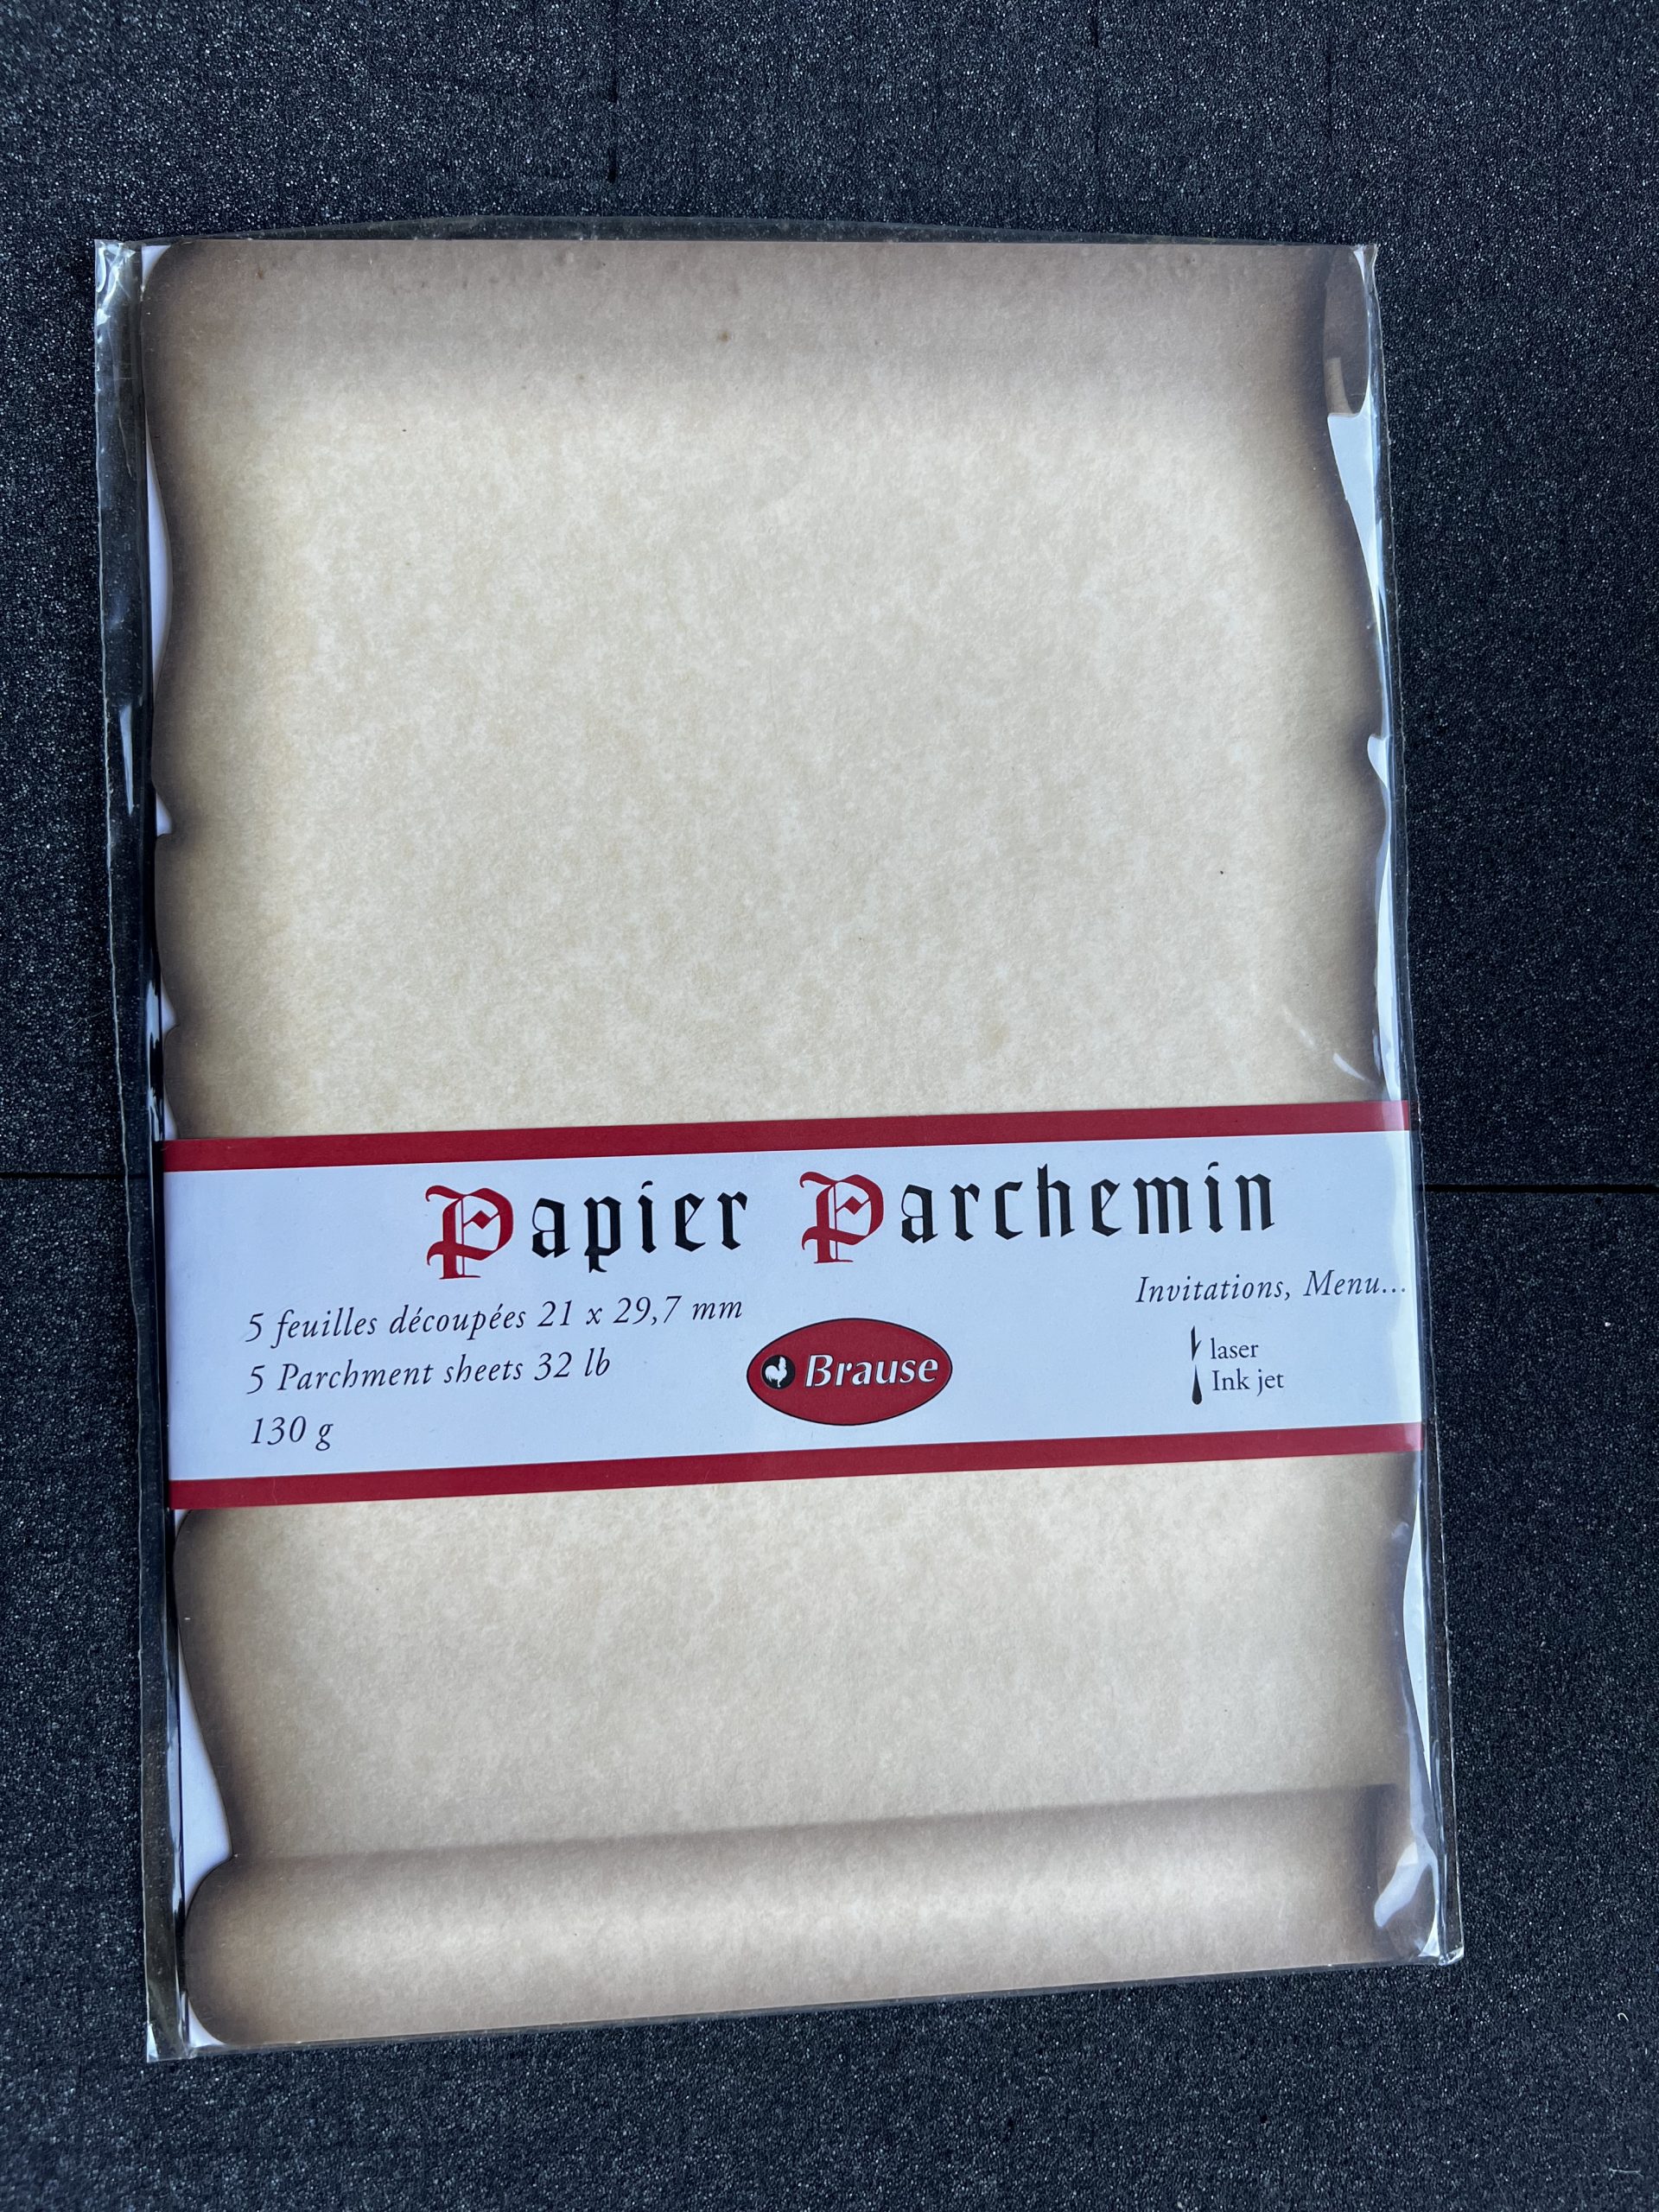 Papier Parchemin
Invitations, Menu...
5 feuilles découpées 21 x 29,7 mm
5 Parchment sheets 32 lb
130 g
Brause
laser
Ink jet